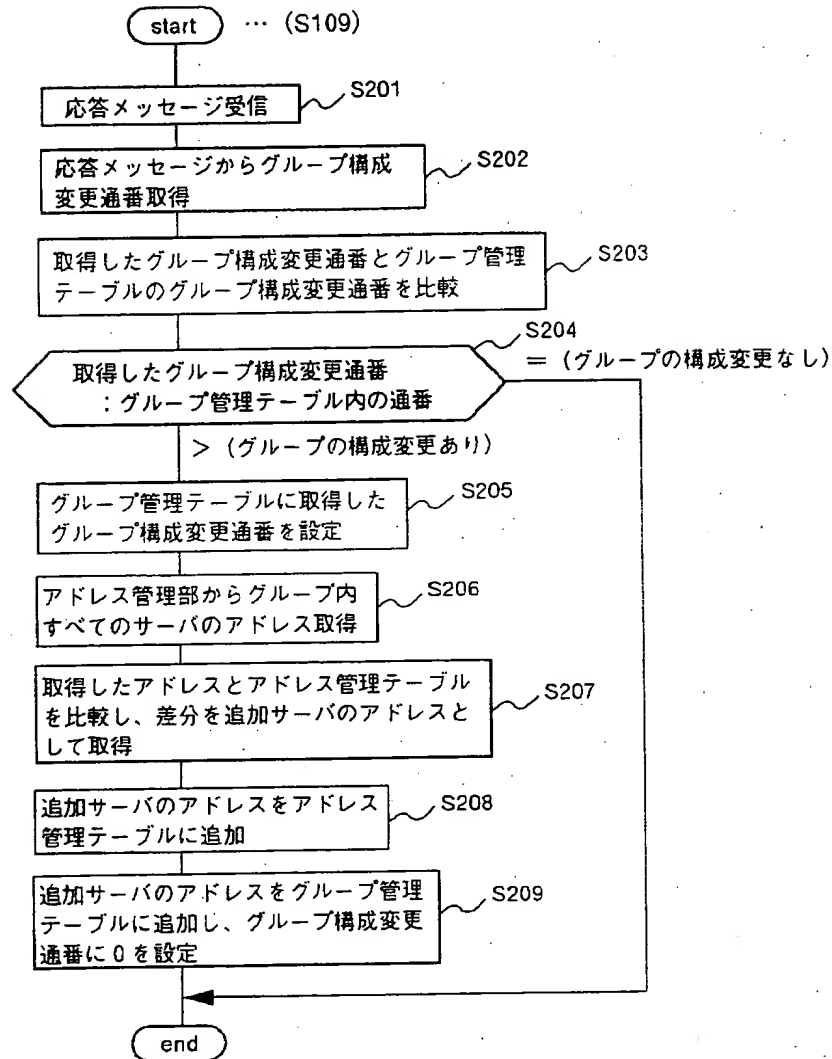 start … (S109)
応答メッセージ受信
S201
応答メッセージからグループ構成
変更通番取得
S202
取得したグループ構成変更通番とグループ管理
テーブルのグループ構成変更通番を比較
S203
取得したグループ構成変更通番
：グループ管理テーブル内の通番
S204
＝（グループの構成変更なし）
＞（グループの構成変更あり）
グループ管理テーブルに取得した
グループ構成変更通番を設定
S205
アドレス管理部からグループ内
すべてのサーバのアドレス取得
S206
取得したアドレスとアドレス管理テーブル
を比較し、差分を追加サーバのアドレスと
して取得
S207
追加サーバのアドレスをアドレス
管理テーブルに追加
S208
追加サーバのアドレスをグループ管理
テーブルに追加し、グループ構成変更
通番に0を設定
S209
end